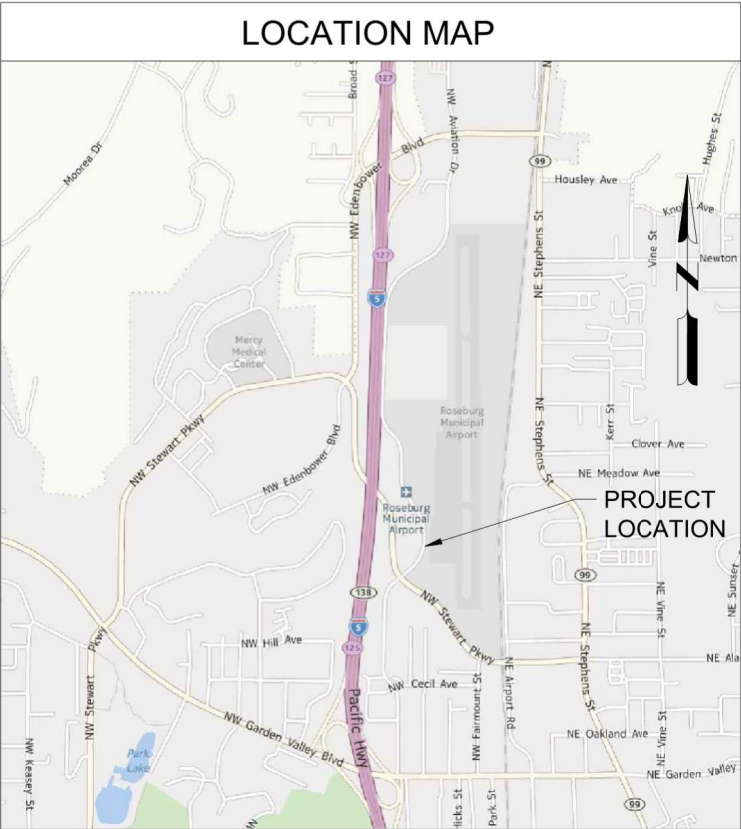 LOCATION MAP
127
Broad
N
NW Aviation Dr
Hughes St
Moorea Dr
NW Edenbower Blvd
99
Housley Ave
Knoll Ave
Vine St
NE Stephens St
127
Newton
5
N
Mercy
Medical
Center
Roseburg
Municipal
Airport
NE Stephens St
Kerr St
NW Stewart Pkwy
Clover Ave
NW Edenbower Blvd
NE Meadow Ave
PROJECT
LOCATION
Roseburg
Municipal
Airport
99
138
NE Vine St
NE Sunset
NW Stewart Pkwy
5
NW Hill Ave
125
NE Stephens St
NE Ala
NW Stewart Pkwy
NW Cecil Ave
NW Fairmount St
NE Airport Rd
Pacific Hwy
NW Garden Valley Blvd
NE Oakland Ave
NE Vine St
NW Keasey St
Park
Lake
NE Garden Valley
Hicks St
Park St
99